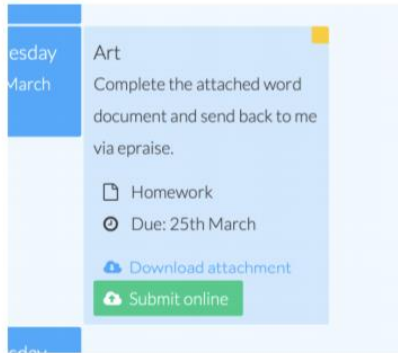 esday
March
Art
Complete the attached word
document and send back to me
via epraise.
Homework
Due: 25th March
Download attachment
Submit online